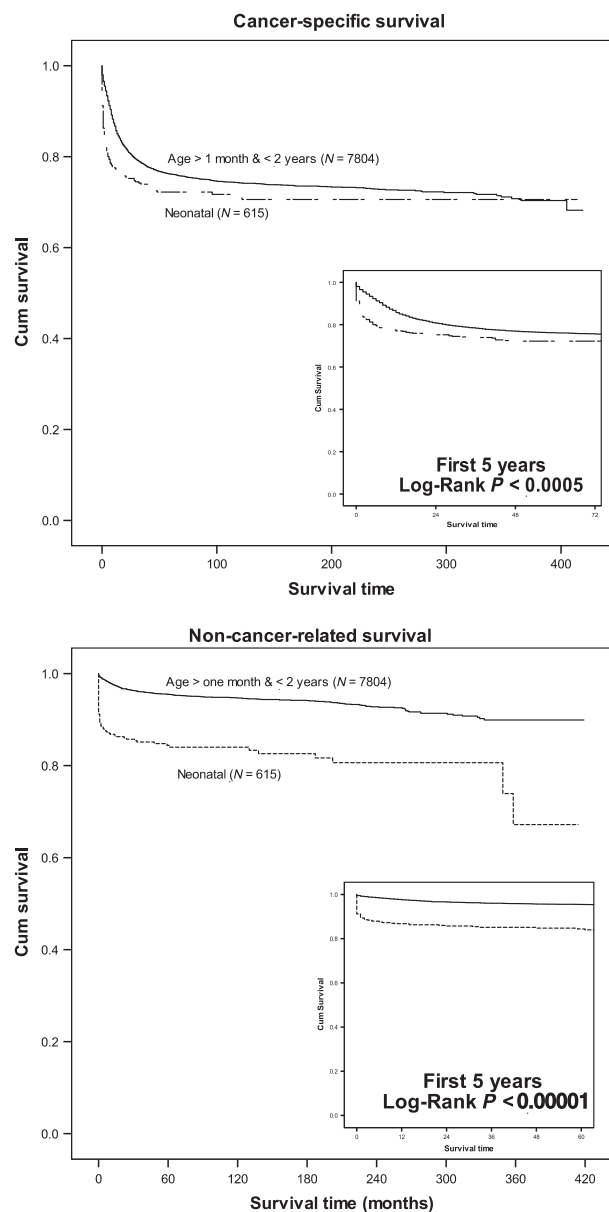 Cancer-specific survival
1.0
0.8
0.6
0.4
0.2
0.0
Cum survival
Age > 1 month & < 2 years (N = 7804)
Neonatal (N = 615)
1.0
0.8
0.6
0.4
0.2
0.0
Cum Survival
First 5 years
Log-Rank P < 0.0005
0 24 48 72
Survival time
0 100 200 300 400
Survival time
Non-cancer-related survival
1.0
0.8
0.6
0.4
0.2
0.0
Cum survival
Age > one month & < 2 years (N = 7804)
Neonatal (N = 615)
1.0
0.8
0.6
0.4
0.2
0.0
Cum Survival
First 5 years
Log-Rank P < 0.00001
0 12 24 36 48 60
Survival time
0 60 120 180 240 300 360 420
Survival time (months)